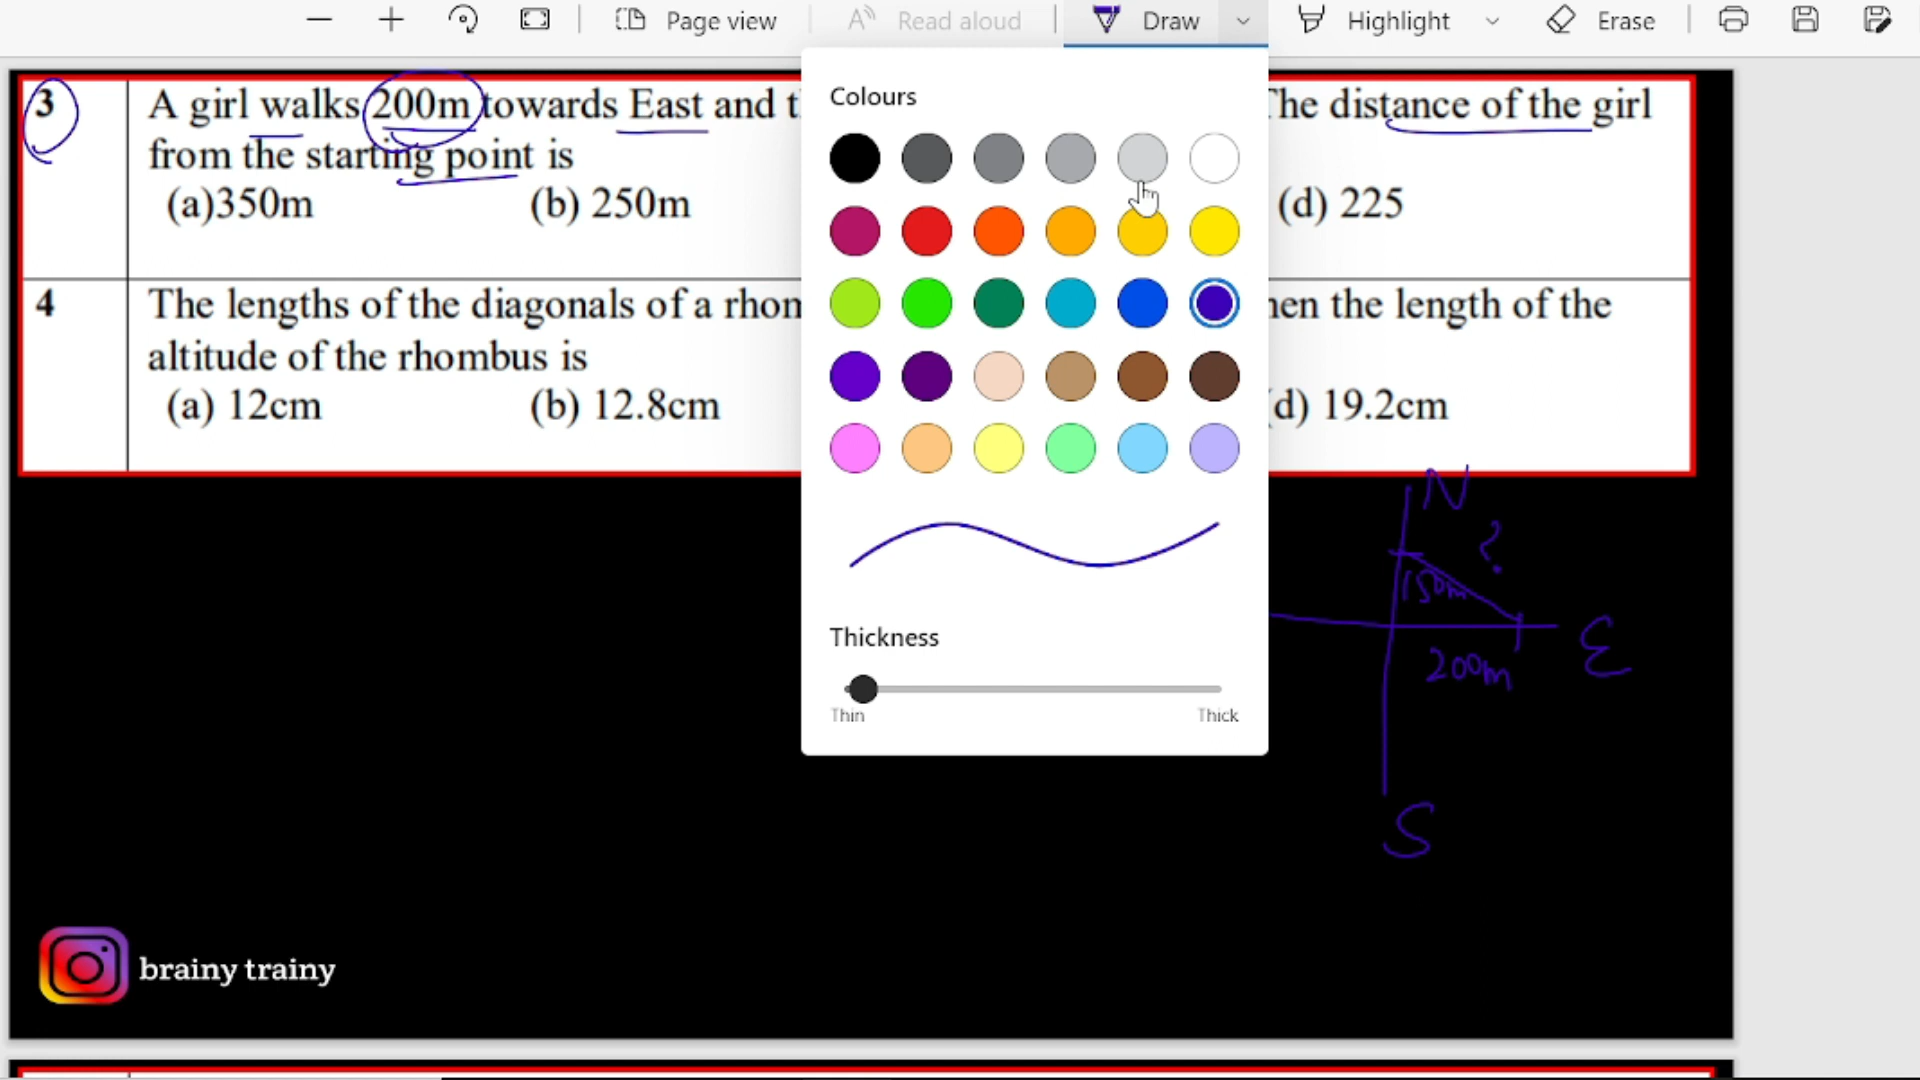 Page view Read aloud Draw Highlight Erase
3 A girl walks 200m towards East and t he distance of the girl
from the starting point is
(a)350m (b) 250m (d) 225
4 The lengths of the diagonals of a rhom hen the length of the
altitude of the rhombus is
(a) 12cm (b) 12.8cm d) 19.2cm
Colours
Thickness
Thin Thick
N
?
150m
E
200m
S
brainy trainy